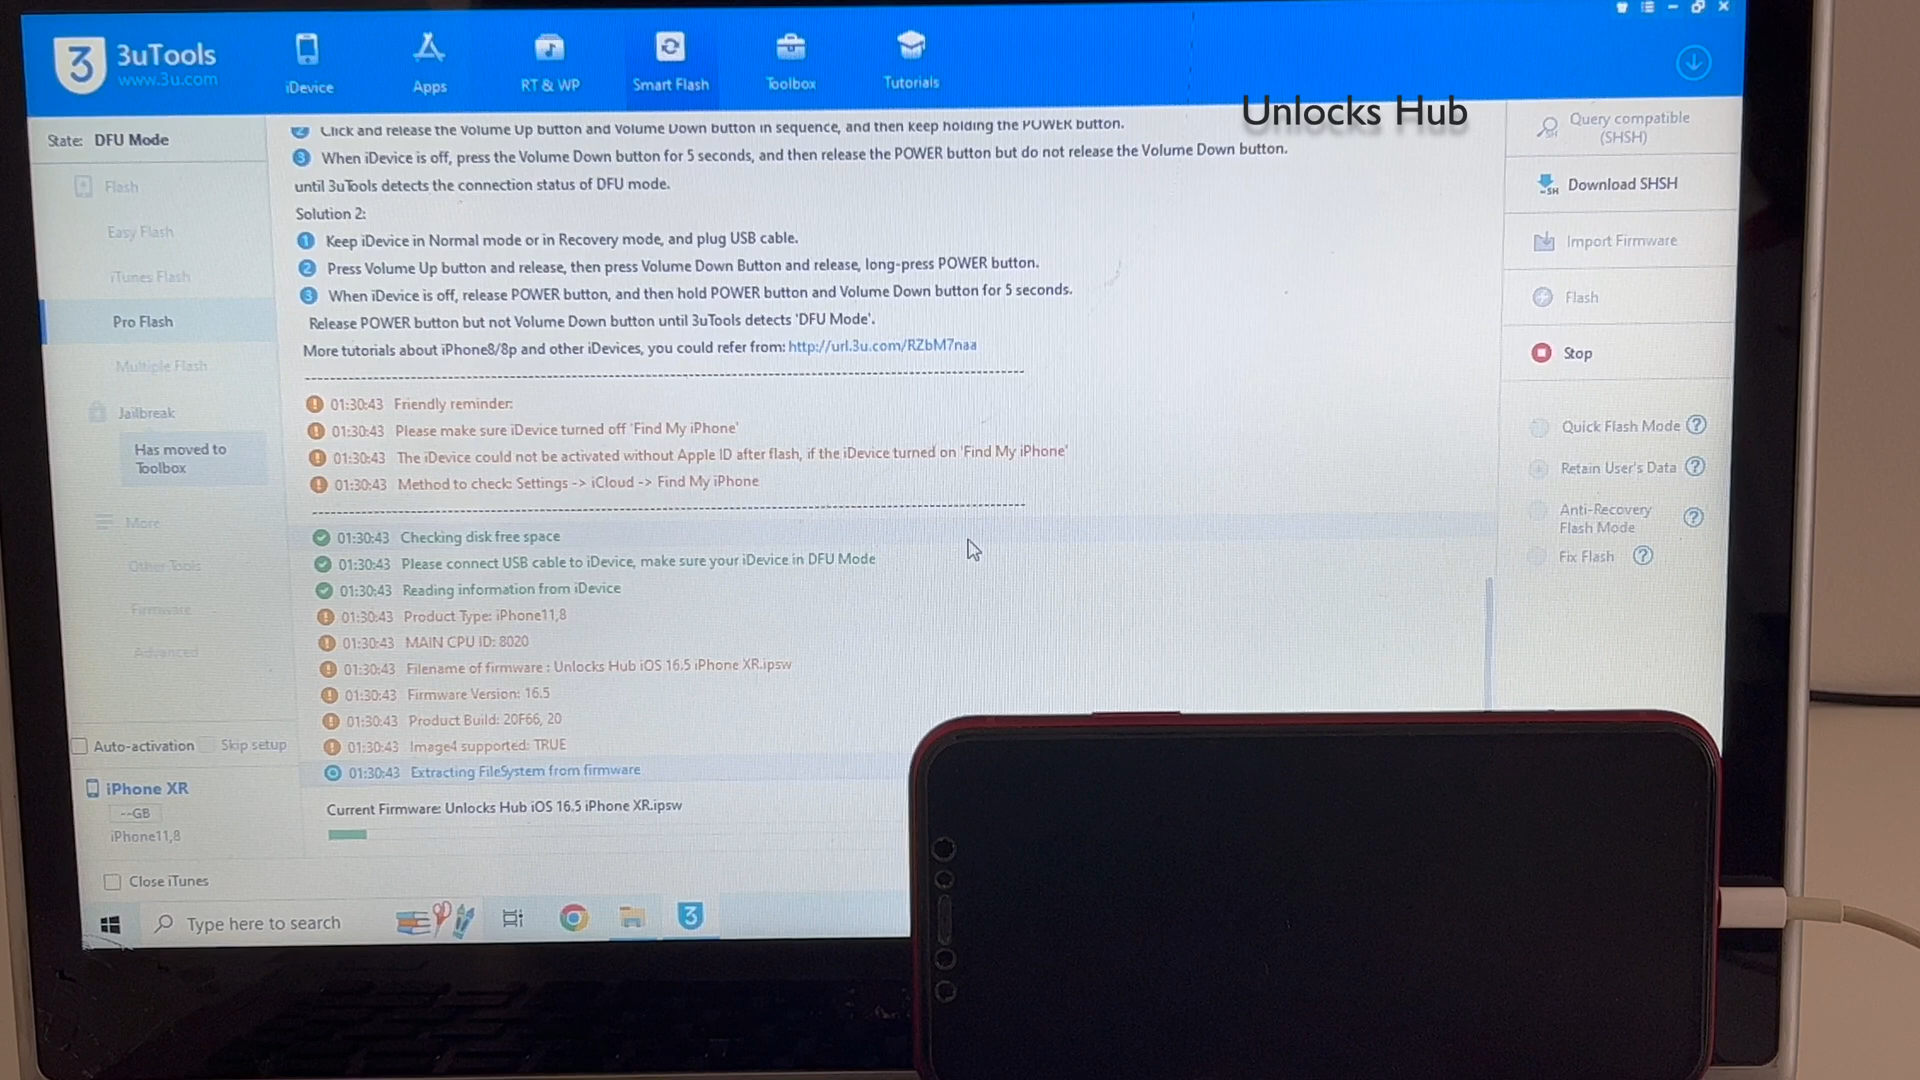 3uTools
www.3u.com
iDevice
Apps
RT & WP
Smart Flash
Toolbox
Tutorials
Unlocks Hub
State: DFU Mode
Flash
Easy Flash
iTunes Flash
Pro Flash
Multiple Flash
Jailbreak
Has moved to
Toolbox
More
Other Tools
Firmware
Advanced
Auto-activation
Skip setup
iPhone XR
--GB
iPhone11,8
Close iTunes
2 Click and release the Volume Up button and Volume Down button in sequence, and then keep holding the POWER button.
3 When iDevice is off, press the Volume Down button for 5 seconds, and then release the POWER button but do not release the Volume Down button.
until 3uTools detects the connection status of DFU mode.
Solution 2:
1 Keep iDevice in Normal mode or in Recovery mode, and plug USB cable.
2 Press Volume Up button and release, then press Volume Down Button and release, long-press POWER button.
3 When iDevice is off, release POWER button, and then hold POWER button and Volume Down button for 5 seconds.
Release POWER button but not Volume Down button until 3uTools detects 'DFU Mode'.
More tutorials about iPhone8/8p and other iDevices, you could refer from: http://url.3u.com/RZbM7naa
01:30:43 Friendly reminder:
01:30:43 Please make sure iDevice turned off 'Find My iPhone'
01:30:43 The iDevice could not be activated without Apple ID after flash, if the iDevice turned on 'Find My iPhone'
01:30:43 Method to check: Settings -> iCloud -> Find My iPhone
01:30:43 Checking disk free space
01:30:43 Please connect USB cable to iDevice, make sure your iDevice in DFU Mode
01:30:43 Reading information from iDevice
01:30:43 Product Type: iPhone11,8
01:30:43 MAIN CPU ID: 8020
01:30:43 Filename of firmware : Unlocks Hub iOS 16.5 iPhone XR.ipsw
01:30:43 Firmware Version: 16.5
01:30:43 Product Build: 20F66, 20
01:30:43 Image4 supported: TRUE
01:30:43 Extracting FileSystem from firmware
Current Firmware: Unlocks Hub iOS 16.5 iPhone XR.ipsw
Query compatible
(SHSH)
Download SHSH
Import Firmware
Flash
Stop
Quick Flash Mode
Retain User's Data
Anti-Recovery
Flash Mode
Fix Flash
Type here to search